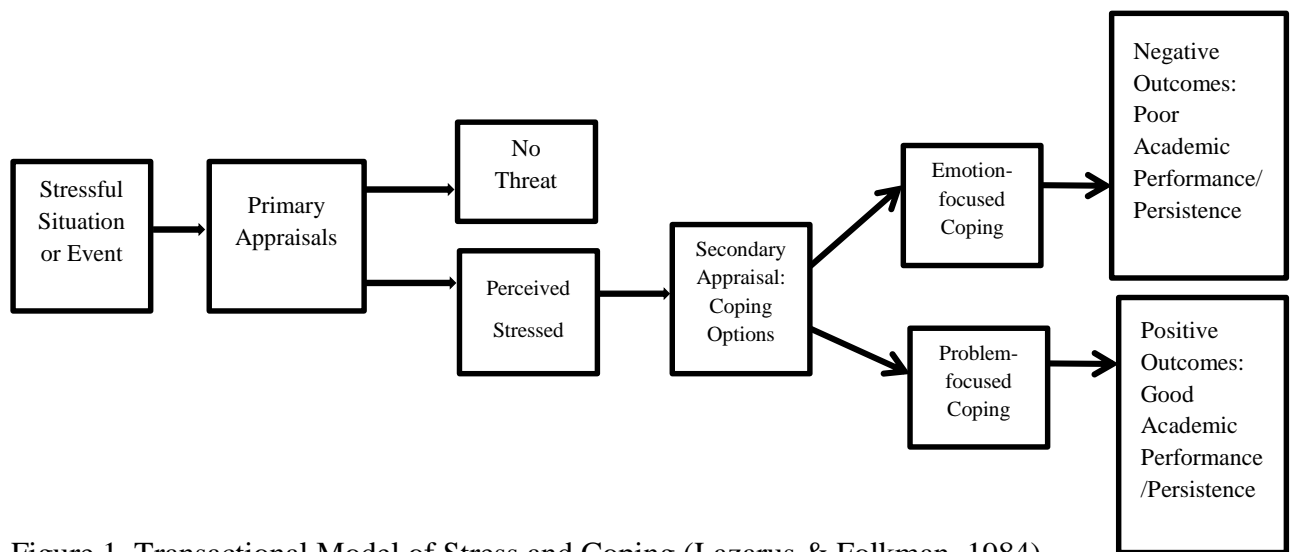 Stressful
Situation
or Event
Primary
Appraisals
No
Threat
Perceived
Stressed
Secondary
Appraisal:
Coping
Options
Emotion-
focused
Coping
Problem-
focused
Coping
Negative
Outcomes:
Poor
Academic
Performance/
Persistence
Positive
Outcomes:
Good
Academic
Performance
/Persistence
Figure 1. Transactional Model of Stress and Coping (Lazarus & Folkman, 1984)